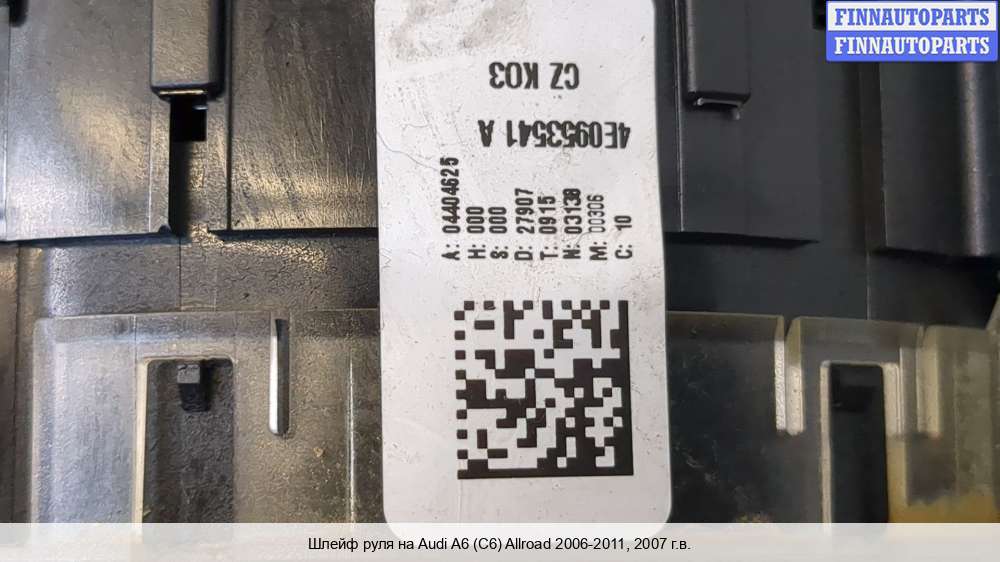 FINNAUTOPARTS
FINNAUTOPARTS
CZ K03
4E0953541 A
A: 04404625
H: 000
S: 000
D: 27907
T: 0915
N: 03138
M: 00306
C: 10
Шлейф руля на Audi A6 (C6) Allroad 2006-2011, 2007 г.в.